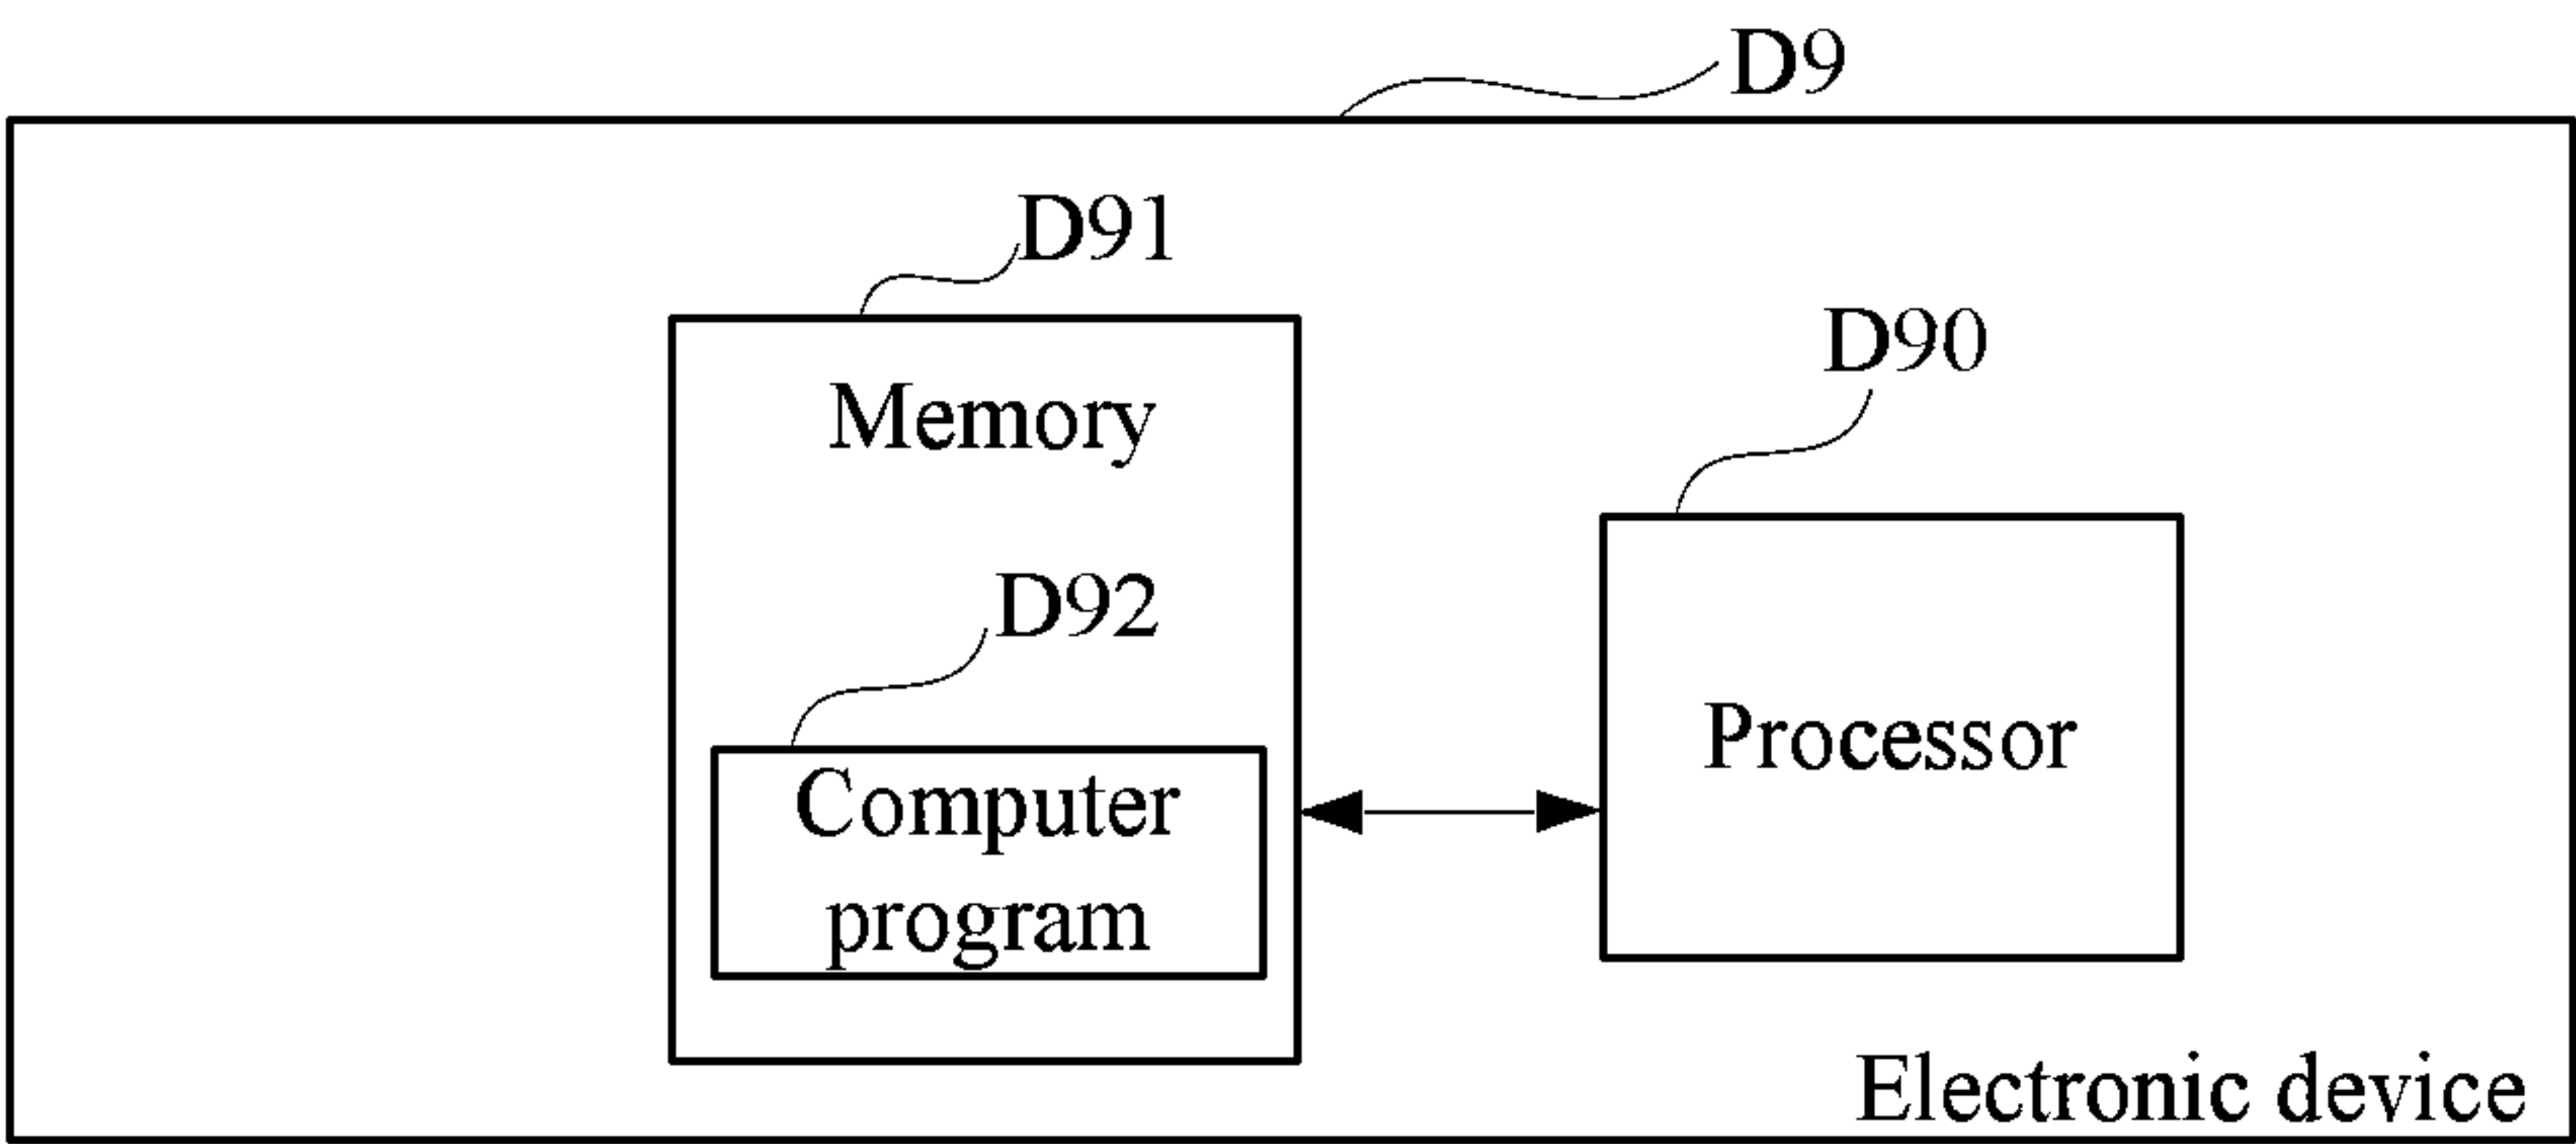 D9
D91
D90
Memory
D92
Processor
Computer
program
Electronic device